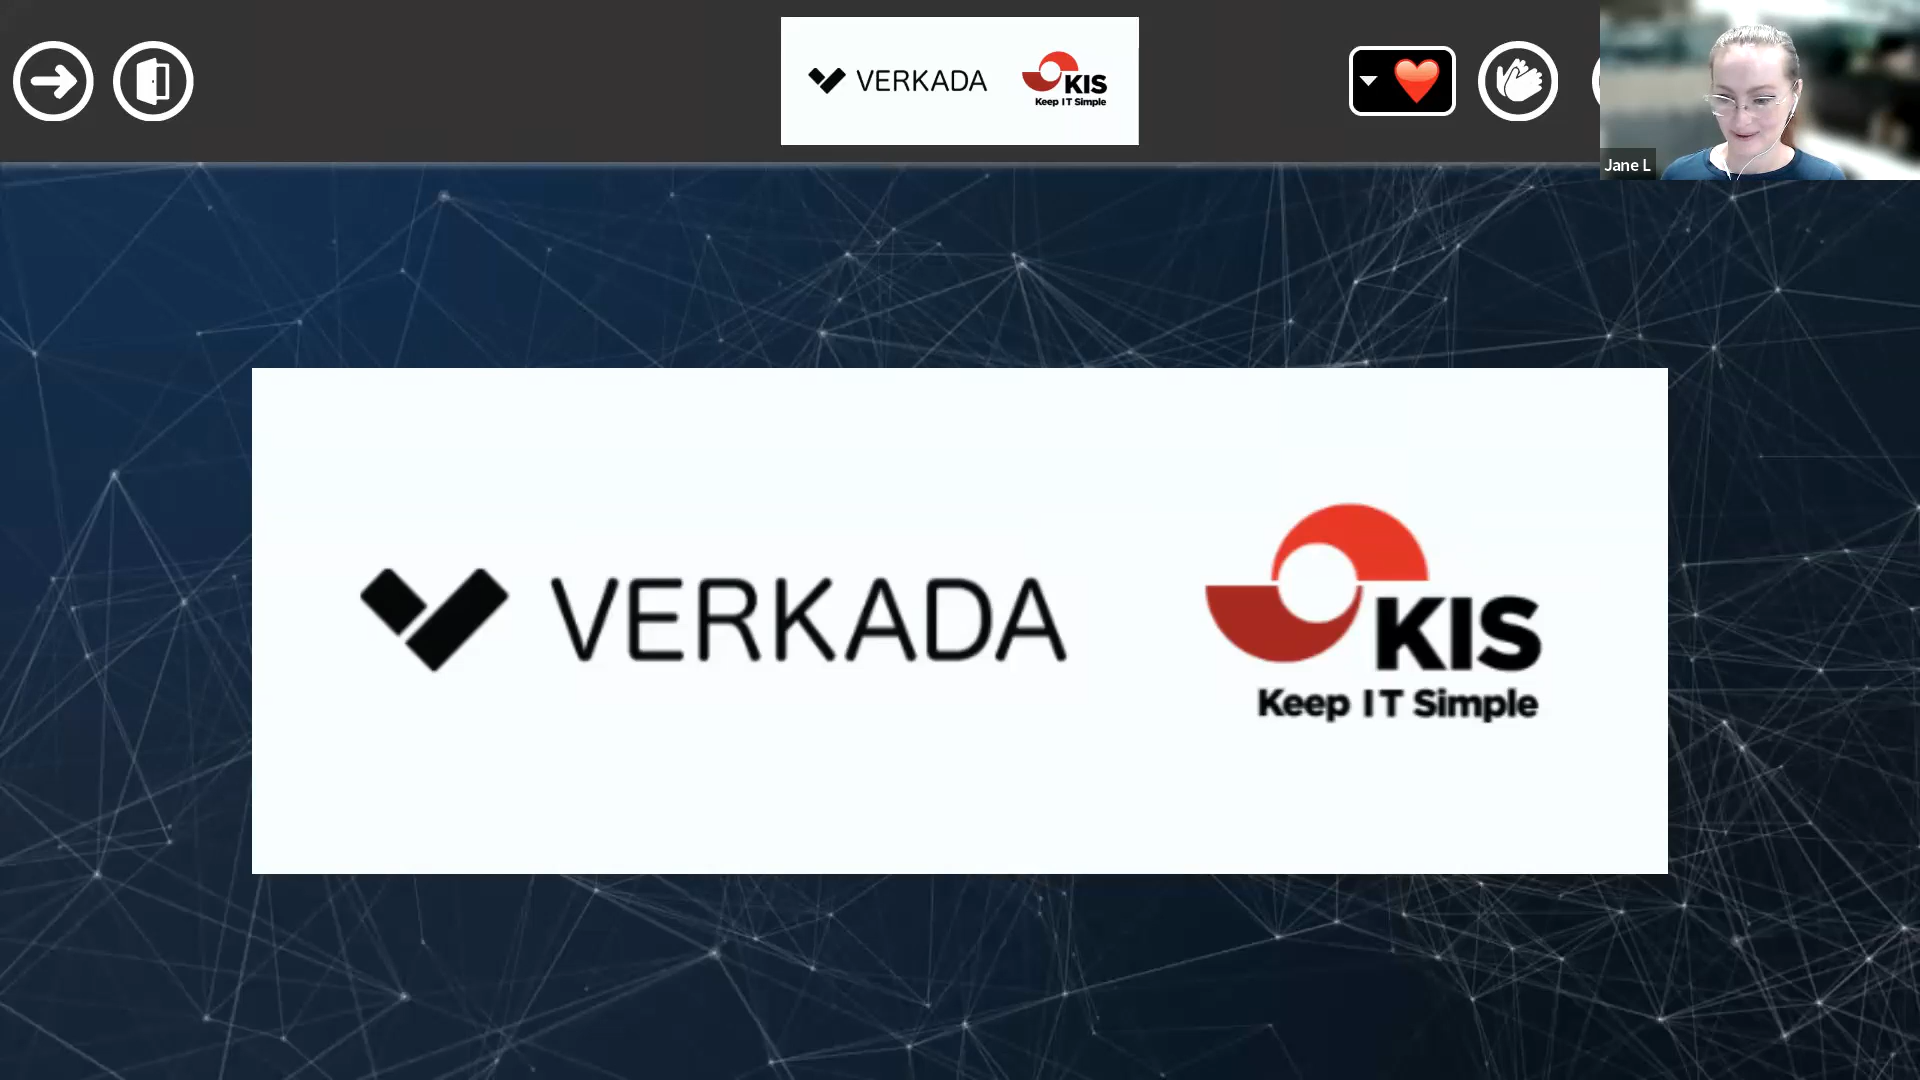 VERKADA
KIS
Keep IT Simple
Jane L
VERKADA
KIS
Keep IT Simple